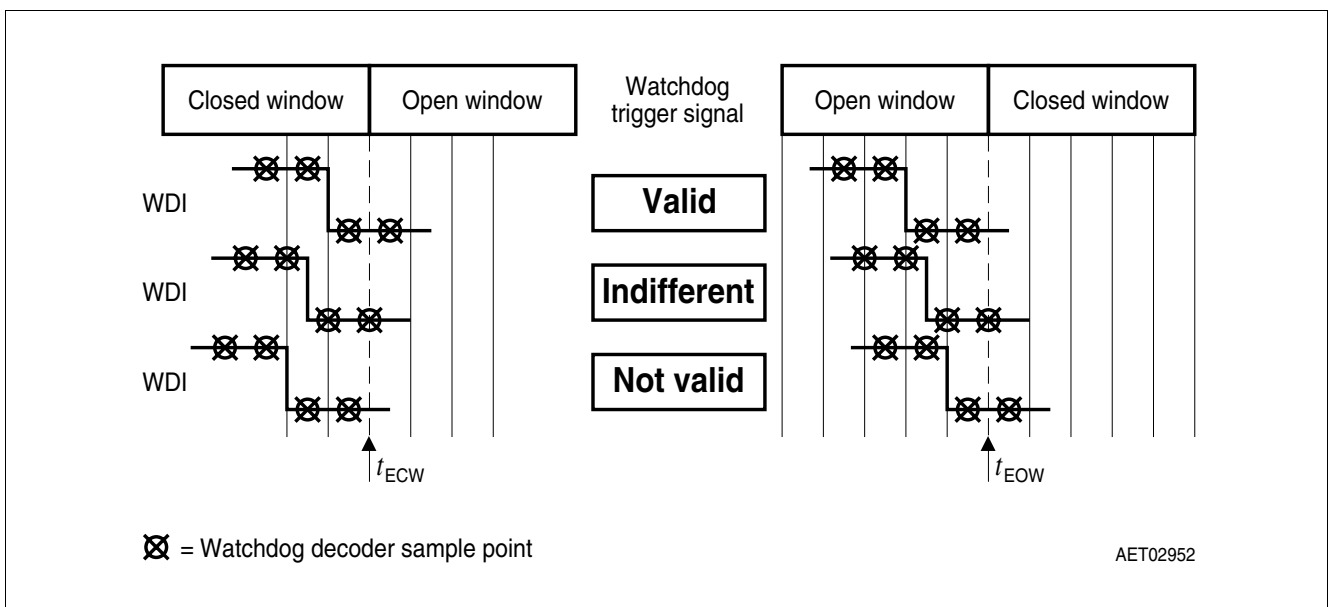 Closed window
Open window
Watchdog
trigger signal
Open window
Closed window
WDI
Valid
WDI
Indifferent
WDI
Not valid
tECW
tEOW
= Watchdog decoder sample point
AET02952